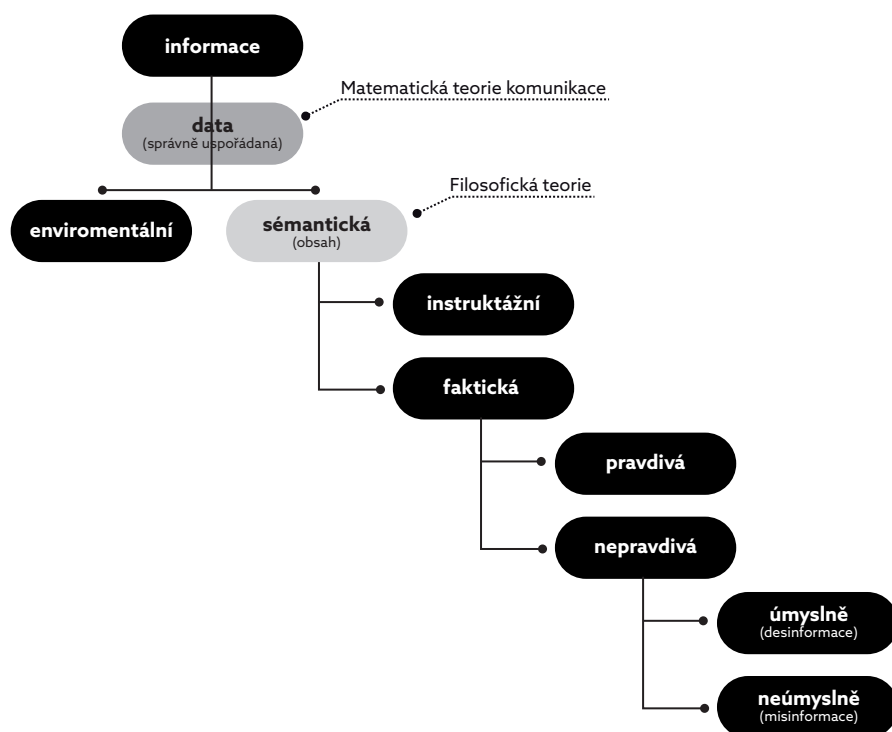 informace
Matematická teorie komunikace
data
(správně uspořádaná)
Filosofická teorie
enviromentální
sémantická
(obsah)
instruktážní
faktická
pravdivá
nepravdivá
úmyslně
(desinformace)
neúmyslně
(misinformace)